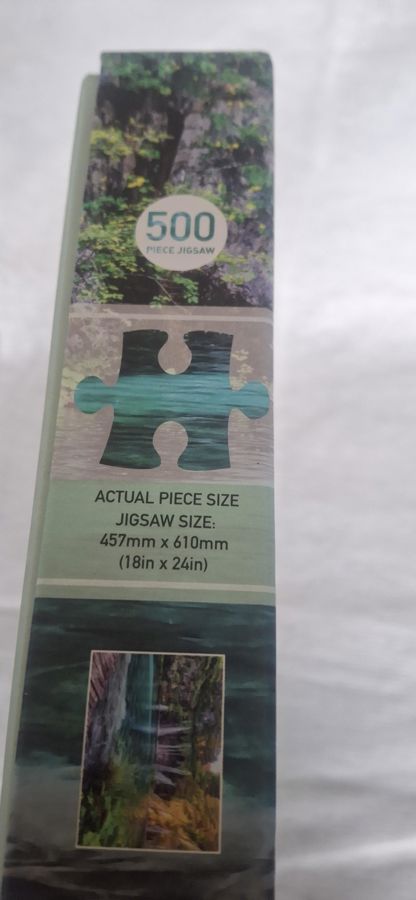 500
PIECE JIGSAW
ACTUAL PIECE SIZE
JIGSAW SIZE:
457mm x 610mm
(18in x 24in)